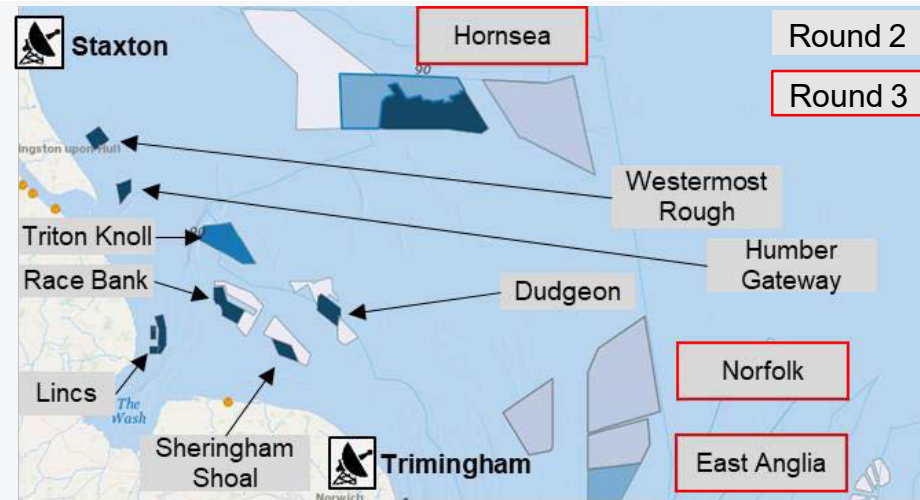 Staxton
Hornsea
90
Round 2
Round 3
ingston upon Hull
Westermost
Rough
Triton Knoll
Humber
Gateway
Race Bank
Dudgeon
Lincs
The
Wash
Norfolk
Sheringham
Shoal
Trimingham
East Anglia
Norwich